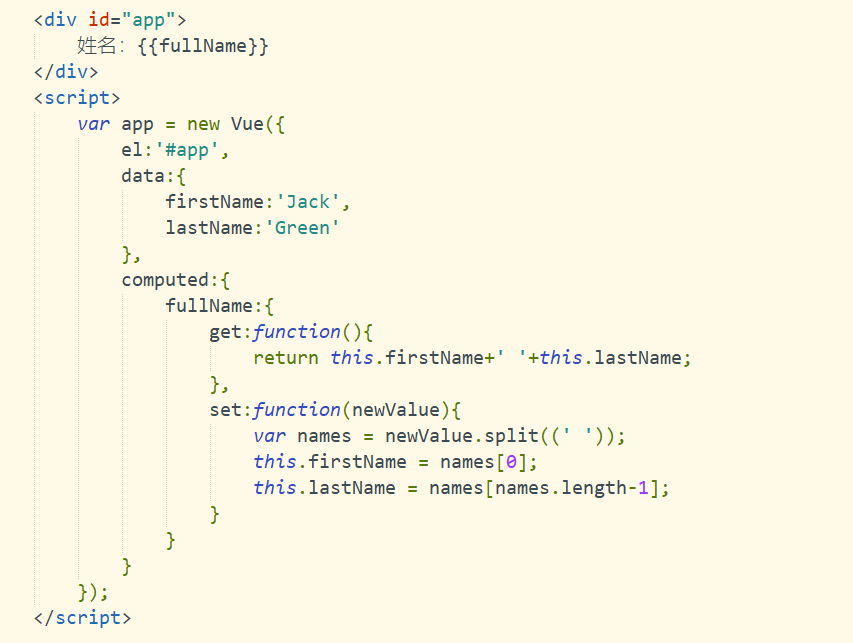 <div id="app">
    姓名：{{fullName}}
</div>
<script>
    var app = new Vue({
        el:'#app',
        data:{
            firstName:'Jack',
            lastName:'Green'
        },
        computed:{
            fullName:{
                get:function(){
                    return this.firstName+' '+this.lastName;
                },
                set:function(newValue){
                    var names = newValue.split((' '));
                    this.firstName = names[0];
                    this.lastName = names[names.length-1];
                }
            }
        }
    });
</script>